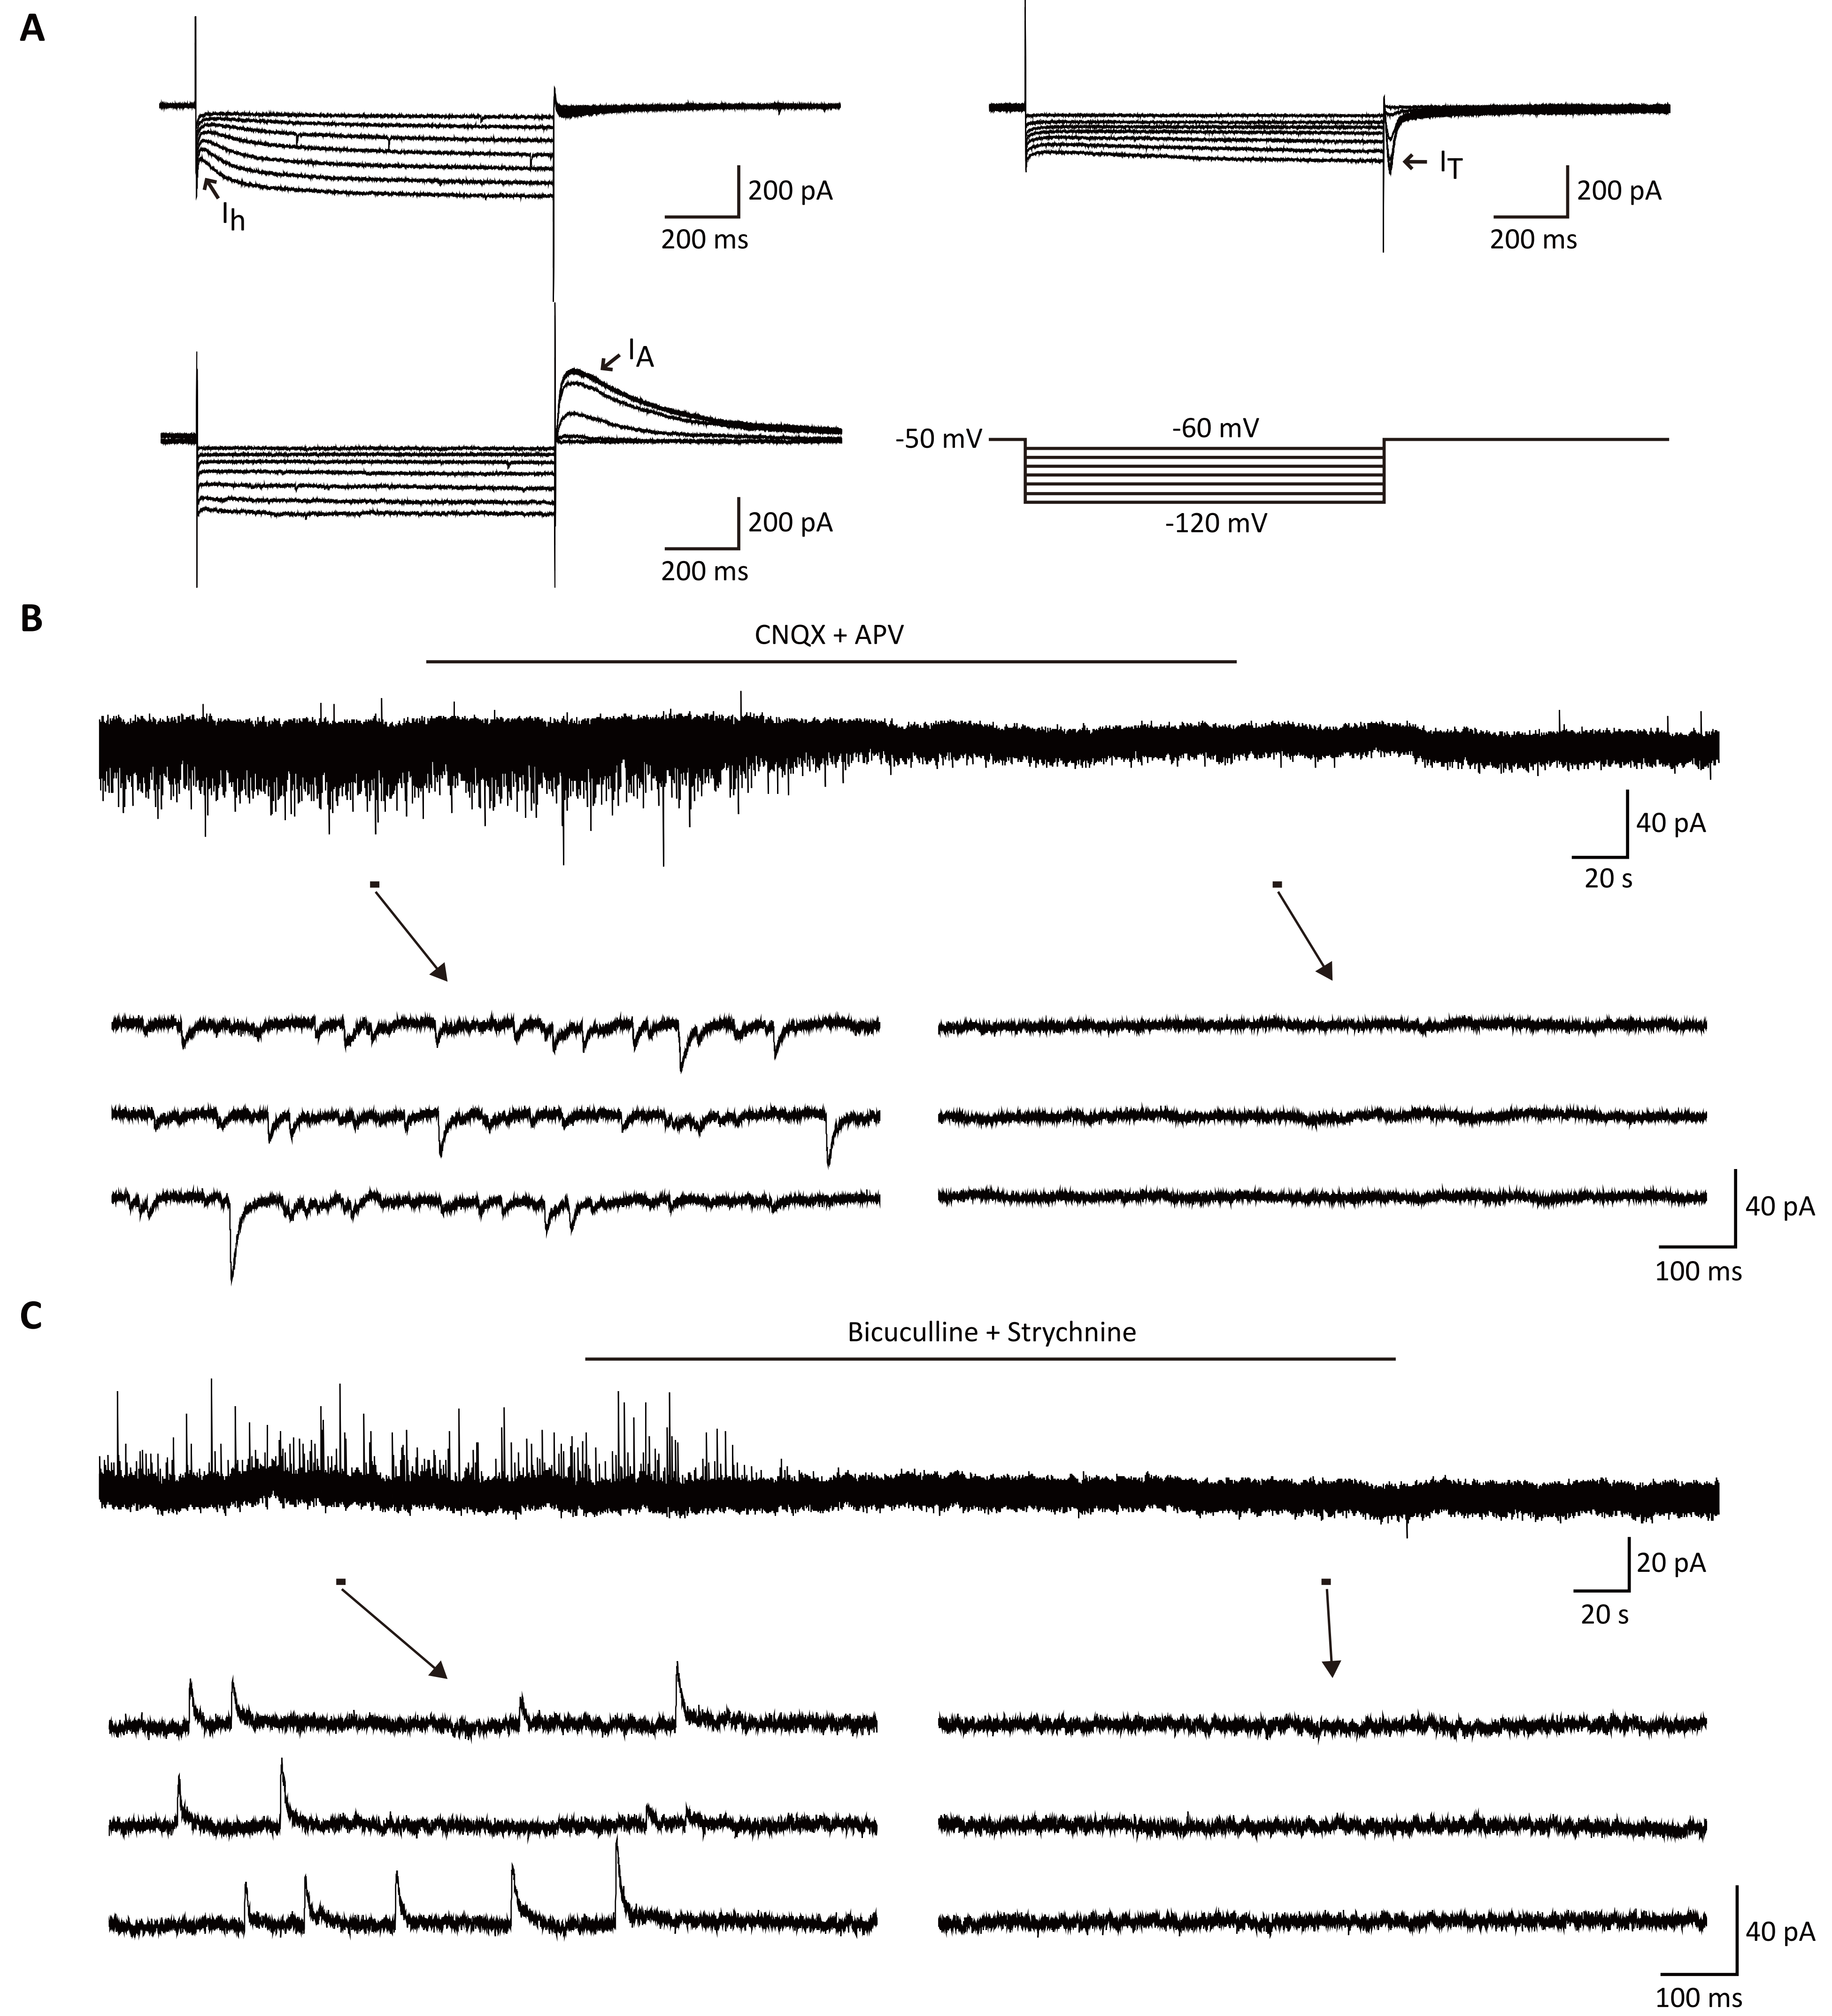 A
Ih
200 pA
200 ms
IT
200 pA
200 ms
IA
200 pA
200 ms
-50 mV
-60 mV
-120 mV
B
CNQX + APV
40 pA
20 s
40 pA
100 ms
C
Bicuculline + Strychnine
20 pA
20 s
40 pA
100 ms